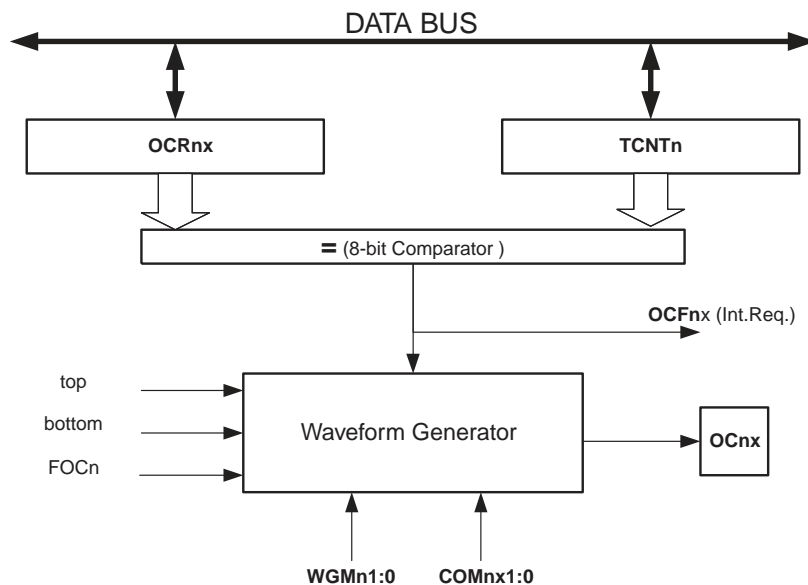 DATA BUS
OCRnx
TCNTn
= (8-bit Comparator )
OCFnx (Int.Req.)
top
bottom
FOCn
Waveform Generator
OCnx
WGMn1:0
COMnx1:0